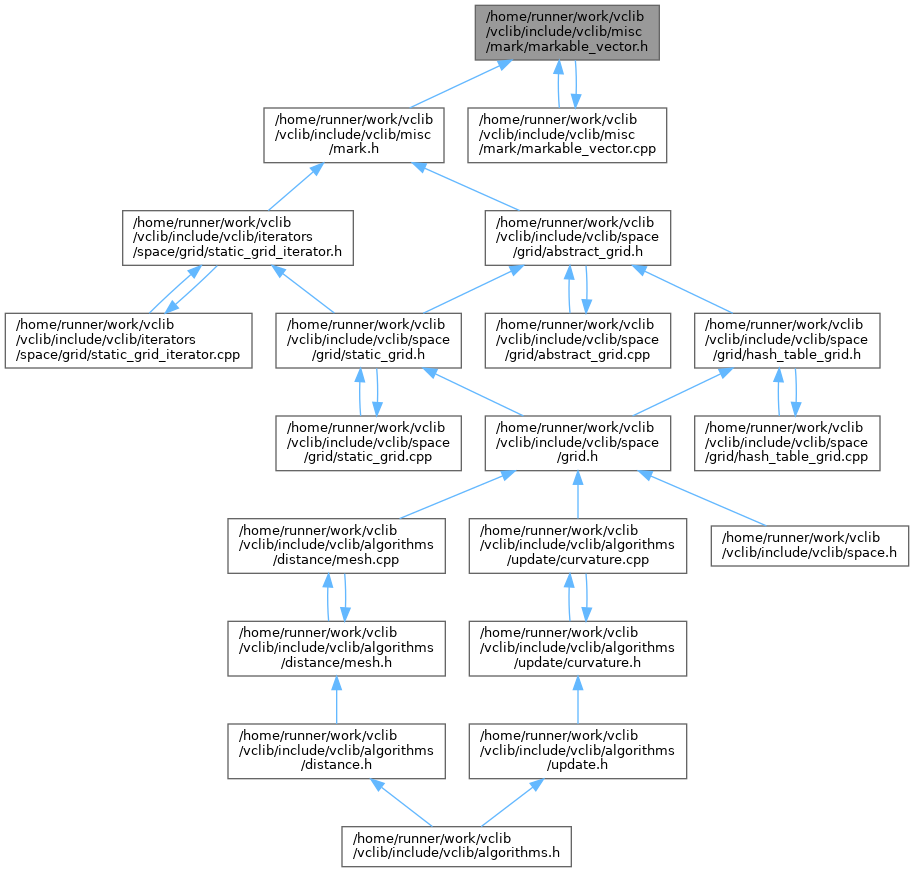 /home/runner/work/vclib
/vclib/include/vclib/misc
/mark/markable_vector.h
/home/runner/work/vclib
/vclib/include/vclib/misc
/mark.h
/home/runner/work/vclib
/vclib/include/vclib/misc
/mark/markable_vector.cpp
/home/runner/work/vclib
/vclib/include/vclib/iterators
/space/grid/static_grid_iterator.h
/home/runner/work/vclib
/vclib/include/vclib/space
/grid/abstract_grid.h
/home/runner/work/vclib
/vclib/include/vclib/iterators
/space/grid/static_grid_iterator.cpp
/home/runner/work/vclib
/vclib/include/vclib/space
/grid/static_grid.h
/home/runner/work/vclib
/vclib/include/vclib/space
/grid/abstract_grid.cpp
/home/runner/work/vclib
/vclib/include/vclib/space
/grid/hash_table_grid.h
/home/runner/work/vclib
/vclib/include/vclib/space
/grid/static_grid.cpp
/home/runner/work/vclib
/vclib/include/vclib/space
/grid.h
/home/runner/work/vclib
/vclib/include/vclib/space
/grid/hash_table_grid.cpp
/home/runner/work/vclib
/vclib/include/vclib/algorithms
/distance/mesh.cpp
/home/runner/work/vclib
/vclib/include/vclib/algorithms
/update/curvature.cpp
/home/runner/work/vclib
/vclib/include/vclib/space.h
/home/runner/work/vclib
/vclib/include/vclib/algorithms
/distance/mesh.h
/home/runner/work/vclib
/vclib/include/vclib/algorithms
/update/curvature.h
/home/runner/work/vclib
/vclib/include/vclib/algorithms
/distance.h
/home/runner/work/vclib
/vclib/include/vclib/algorithms
/update.h
/home/runner/work/vclib
/vclib/include/vclib/algorithms.h